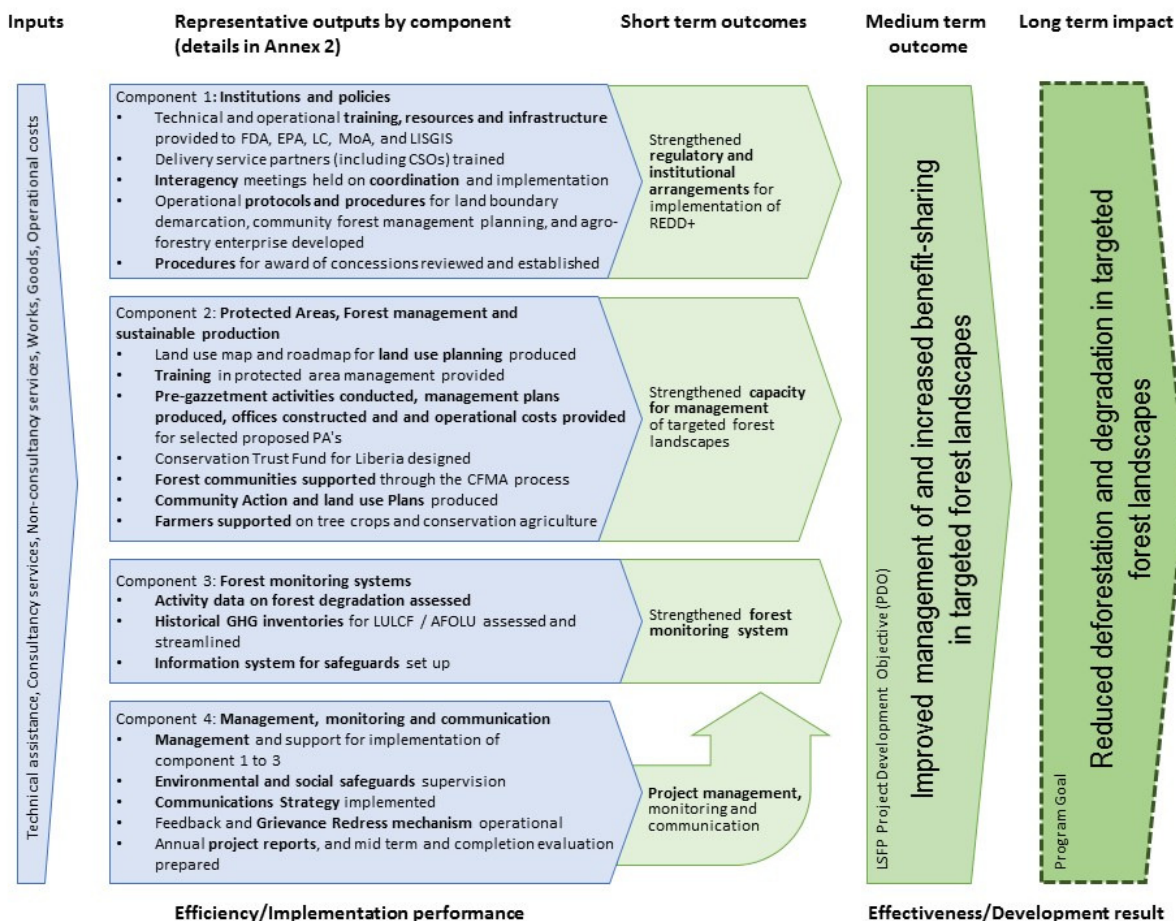 Inputs
Representative outputs by component
(details in Annex 2)
Short term outcomes
Medium term
outcome
Long term impact
Technical assistance, Consultancy services, Non-consultancy services, Works, Goods, Operational costs
Component 1: Institutions and policies
• Technical and operational training, resources and infrastructure
provided to FDA, EPA, LC, MoA, and LISGIS
• Delivery service partners (including CSOs) trained
• Interagency meetings held on coordination and implementation
• Operational protocols and procedures for land boundary
demarcation, community forest management planning, and agro-
forestry enterprise developed
• Procedures for award of concessions reviewed and established
Strengthened
regulatory and
institutional
arrangements for
implementation of
REDD+
Component 2: Protected Areas, Forest management and
sustainable production
• Land use map and roadmap for land use planning produced
• Training in protected area management provided
• Pre-gazzetment activities conducted, management plans
produced, offices constructed and and operational costs provided
for selected proposed PA's
• Conservation Trust Fund for Liberia designed
• Forest communities supported through the CFMA process
• Community Action and land use Plans produced
• Farmers supported on tree crops and conservation agriculture
Strengthened capacity
for management
of targeted forest
landscapes
Component 3: Forest monitoring systems
• Activity data on forest degradation assessed
• Historical GHG inventories for LULCF / AFOLU assessed and
streamlined
• Information system for safeguards set up
Strengthened forest
monitoring system
Component 4: Management, monitoring and communication
• Management and support for implementation of
component 1 to 3
• Environmental and social safeguards supervision
• Communications Strategy implemented
• Feedback and Grievance Redress mechanism operational
• Annual project reports, and mid term and completion evaluation
prepared
Project management,
monitoring and
communication
LSFP Project Development Objective (PDO)
Improved management of and increased benefit-sharing
in targeted forest landscapes
Program Goal
Reduced deforestation and degradation in targeted
forest landscapes
Efficiency/Implementation performance
Effectiveness/Development result